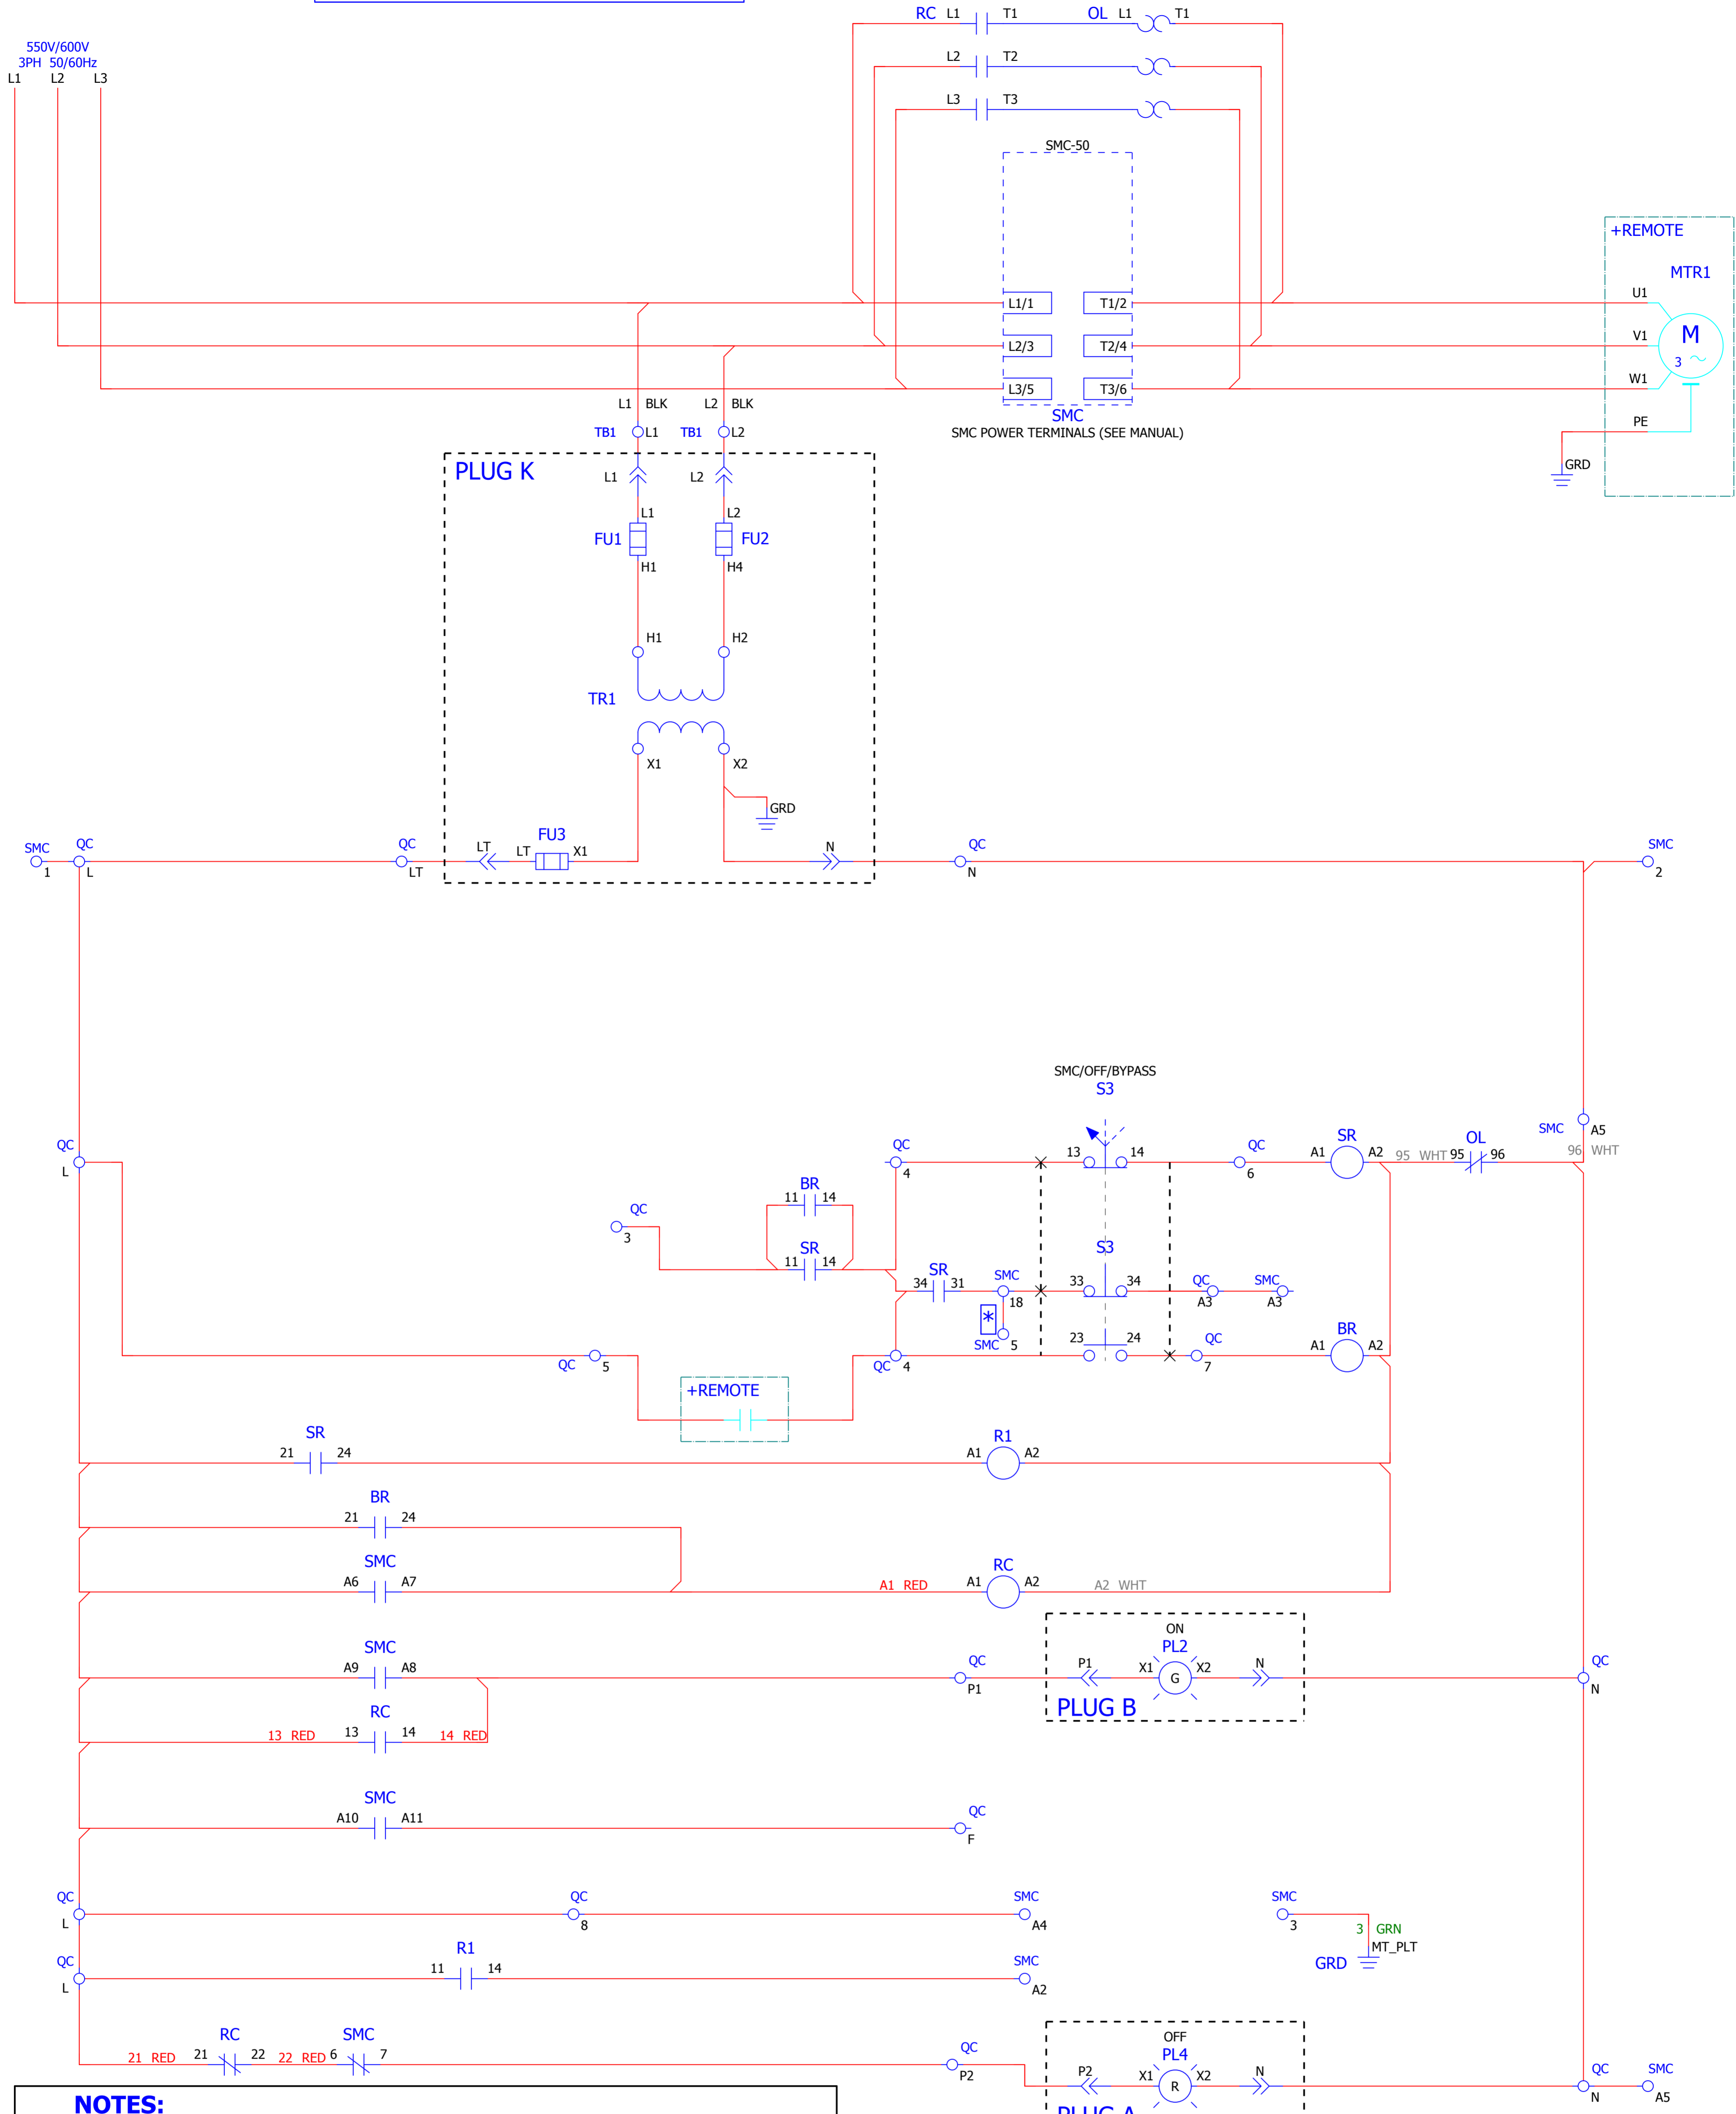 RC L1 T1 OL L1 T1
550V/600V
3PH 50/60Hz
L1 L2 L3
L2 T2
L3 T3
SMC-50
+REMOTE
MTR1
L1/1 T1/2 U1
L2/3 T2/4 V1
M
3
L3/5 T3/6 W1
L1 BLK L2 BLK
SMC
SMC POWER TERMINALS (SEE MANUAL)
PE
TB1 L1 TB1 L2
GRD
PLUG K
L1 L2
L1 L2
FU1 FU2
H1 H4
H1 H2
TR1
X1 X2
GRD
SMC QC QC FU3 QC SMC
LT LT X1 N
1 L LT N 2
SMC/OFF/BYPASS
S3
SMC A5
QC QC 13 14 QC SR OL
A1 A2 95 WHT 95 96 96 WHT
L 4 6
BR
11 14
QC
3
SR S3
11 14
SR SMC 33 34 QC SMC
34 31
18 A3 A3
*
SMC 5 23 24 QC BR
A1 A2
QC 5 QC 4 7
+REMOTE
SR R1
21 24 A1 A2
BR
21 24
SMC RC
A6 A7 A1 RED A1 A2 A2 WHT
ON
SMC PL2
A9 A8 QC P1 X1 G X2 N QC
P1 N
RC PLUG B
13 RED 13 14 14 RED
SMC
A10 A11 QC
F
QC QC SMC SMC
L 8 A4 3
3 GRN
MT_PLT
QC R1 SMC GRD
11 14
L A2
OFF
RC SMC PL4
21 RED 21 22 22 RED 6 7 QC
P2 P2 X1 R X2 N QC SMC
N A5
NOTES:
PLUG A